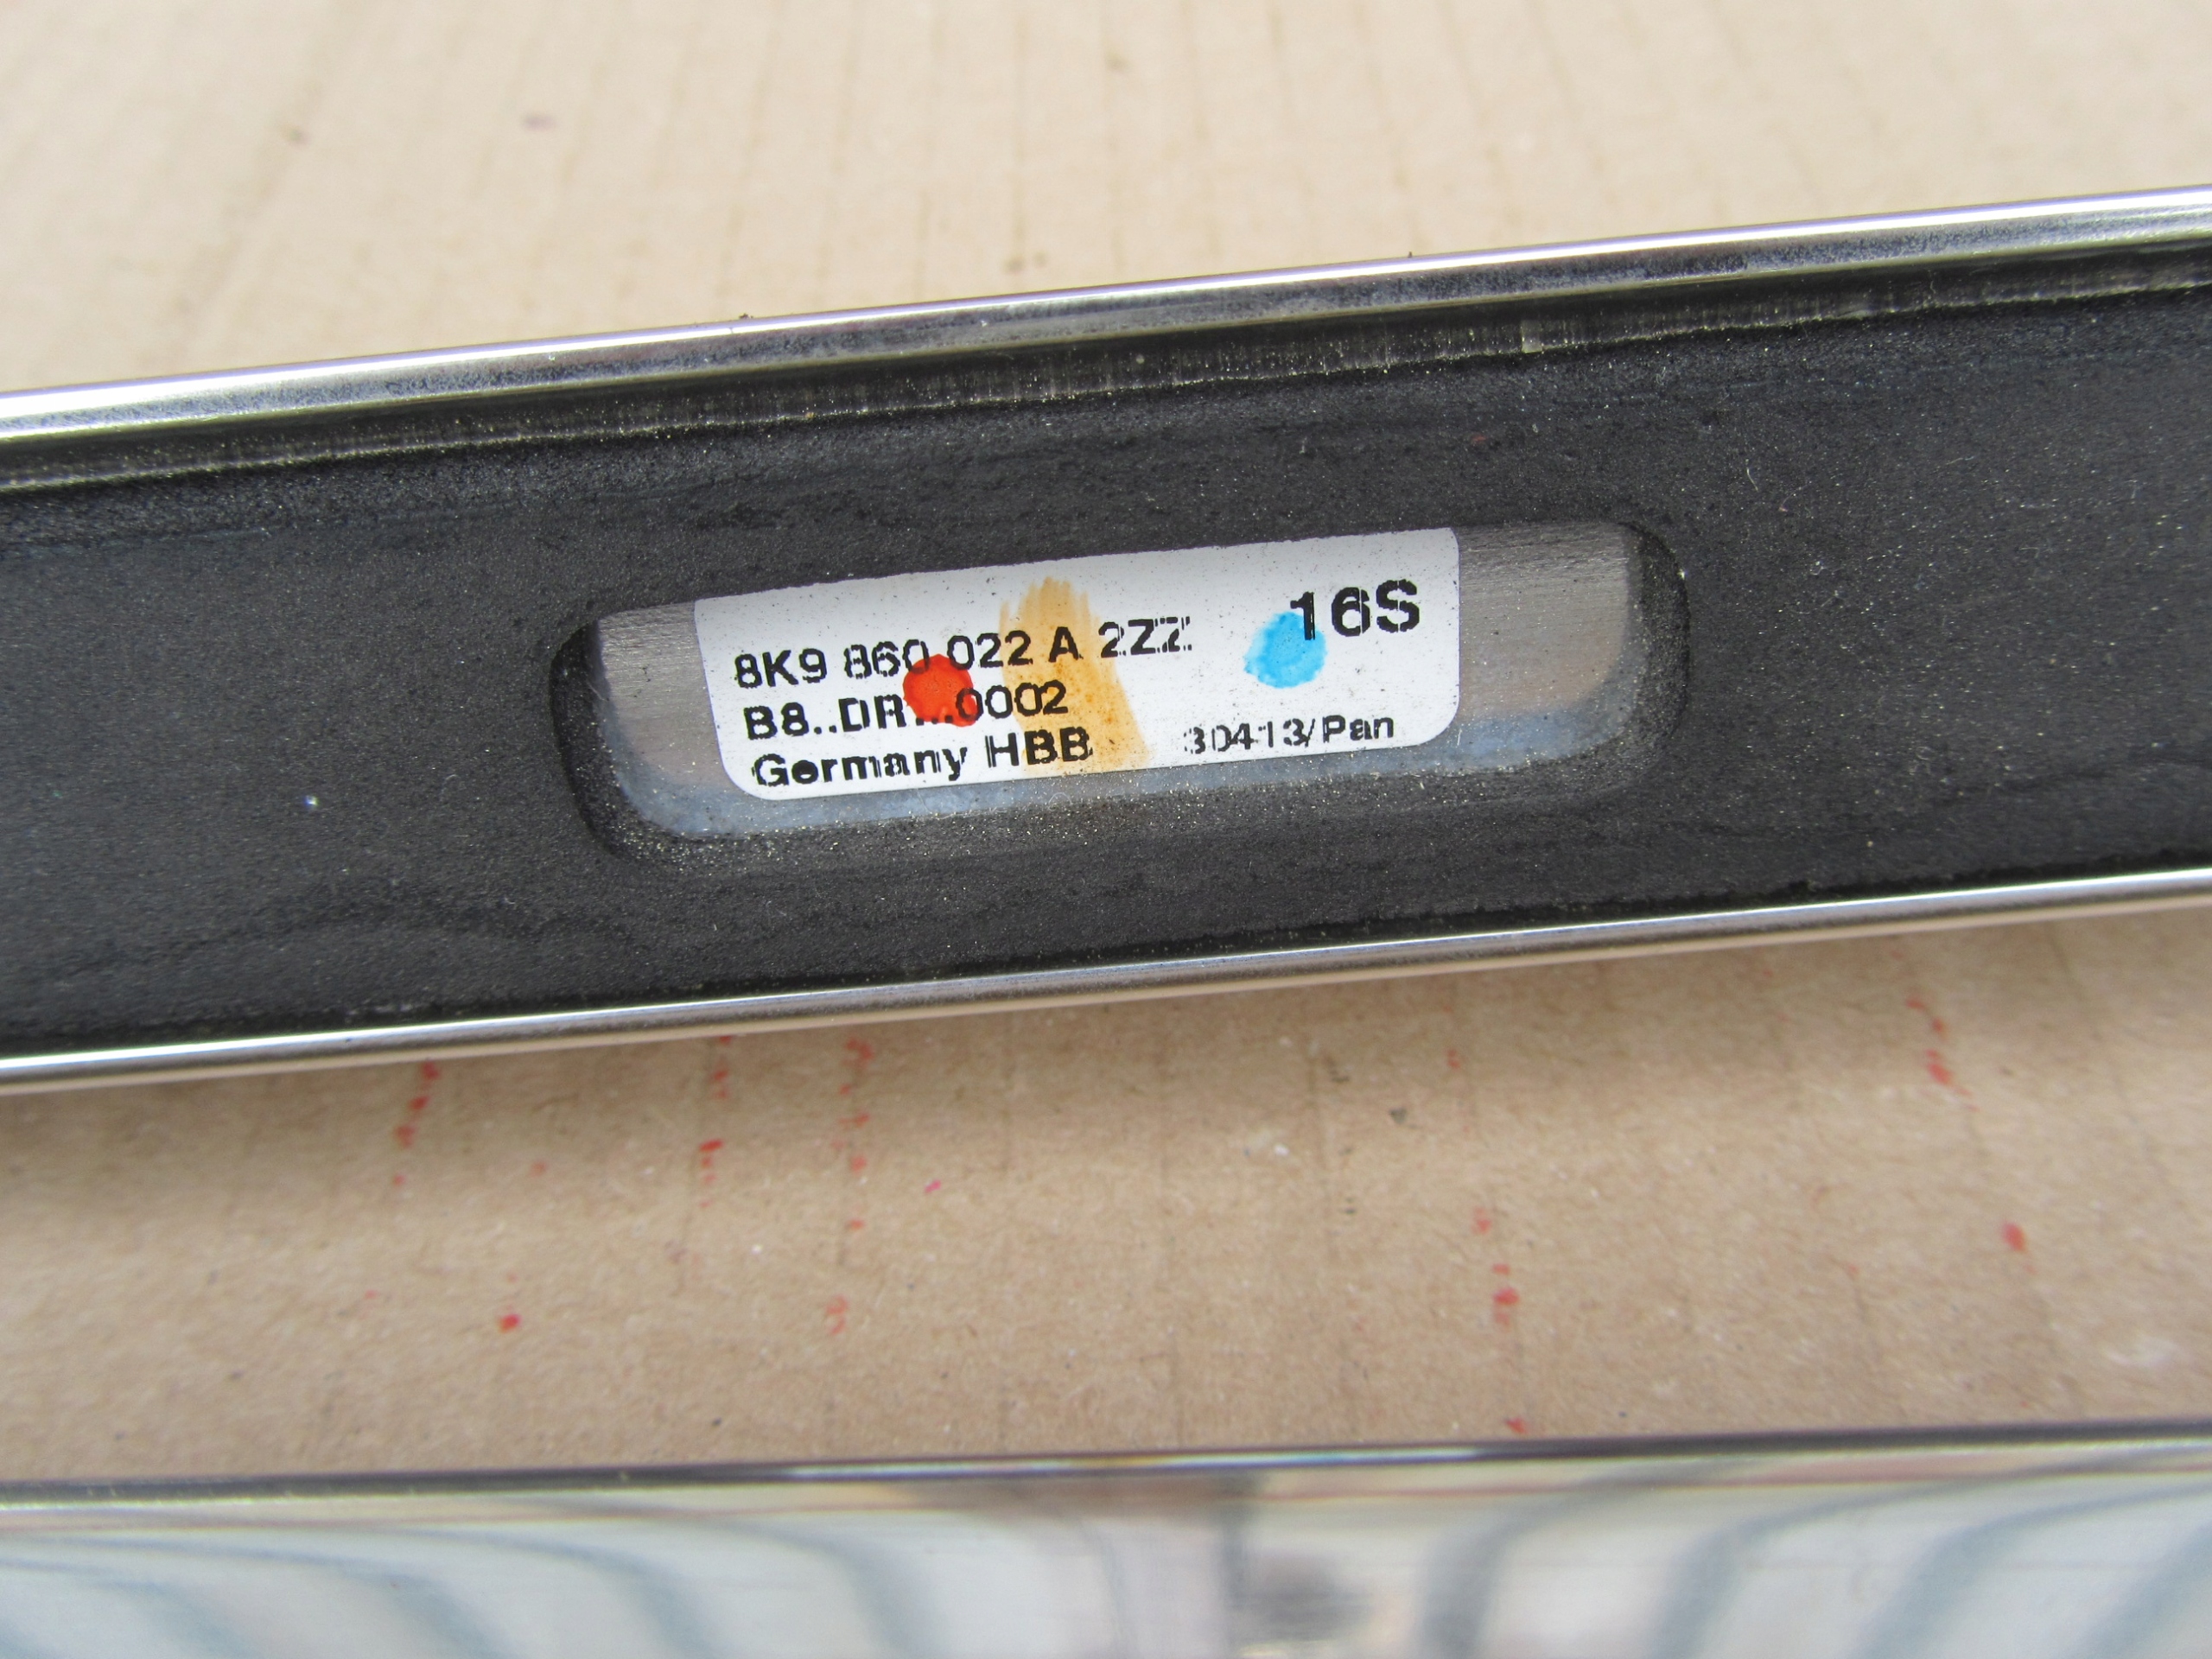 16S
8K9 860 022 A 2ZZ
B8..DR...0002
Germany HBB 30413/Pan